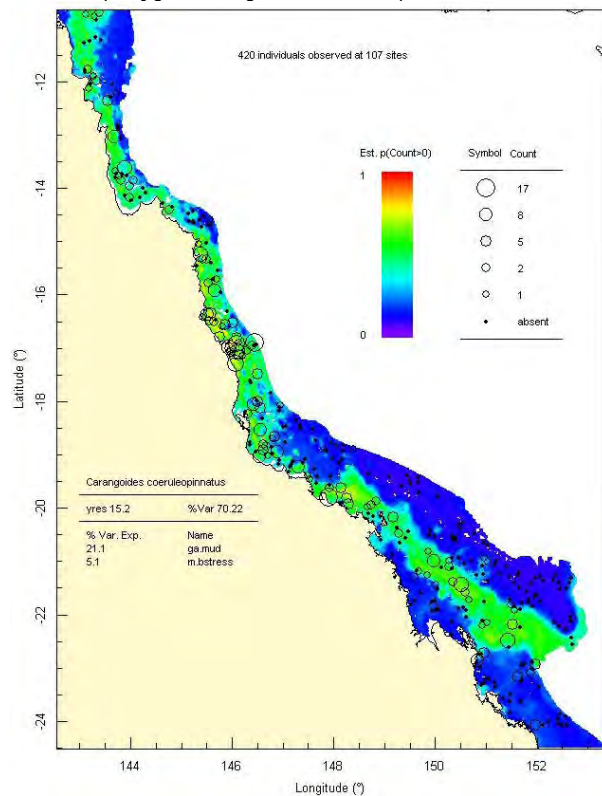 420 individuals observed at 107 sites
Est. p(Count>0)
1
0
Symbol Count
17
8
5
2
1
absent
Carangoides coeruleopinnatus
yres 15.2 %Var 70.22
% Var. Exp. Name
21.1 ga.mud
5.1 m.bstress
Latitude (°)
-12
-14
-16
-18
-20
-22
-24
144 146 148 150 152
Longitude (°)